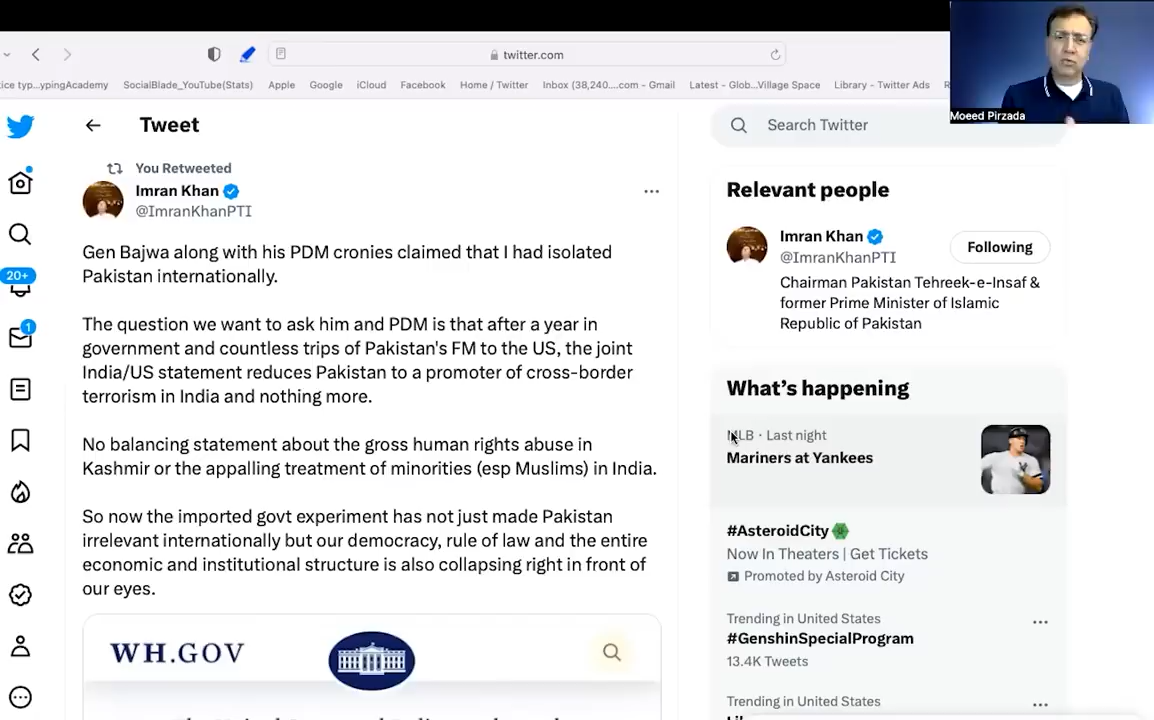 twitter.com
ice typ...ypingAcademy
SocialBlade_YouTube(Stats)
Apple
Google
iCloud
Facebook
Home / Twitter
Inbox (38,240....com - Gmail
Latest - Glob...Village Space
Library - Twitter Ads
Moeed Pirzada
Tweet
Search Twitter
You Retweeted
Imran Khan
@ImranKhanPTI
Gen Bajwa along with his PDM cronies claimed that I had isolated
Pakistan internationally.
The question we want to ask him and PDM is that after a year in
government and countless trips of Pakistan's FM to the US, the joint
India/US statement reduces Pakistan to a promoter of cross-border
terrorism in India and nothing more.
No balancing statement about the gross human rights abuse in
Kashmir or the appalling treatment of minorities (esp Muslims) in India.
So now the imported govt experiment has not just made Pakistan
irrelevant internationally but our democracy, rule of law and the entire
economic and institutional structure is also collapsing right in front of
our eyes.
WH.GOV
20+
1
Relevant people
Imran Khan
@ImranKhanPTI
Following
Chairman Pakistan Tehreek-e-Insaf &
former Prime Minister of Islamic
Republic of Pakistan
What's happening
MLB · Last night
Mariners at Yankees
#AsteroidCity
Now In Theaters | Get Tickets
Promoted by Asteroid City
Trending in United States
#GenshinSpecialProgram
13.4K Tweets
Trending in United States